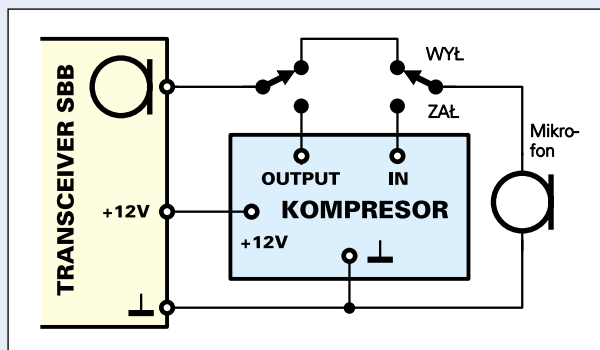 TRANSCEIVER SBB
+12V
WYŁ
ZAŁ
Mikro-
fon
OUTPUT
IN
KOMPRESOR
+12V